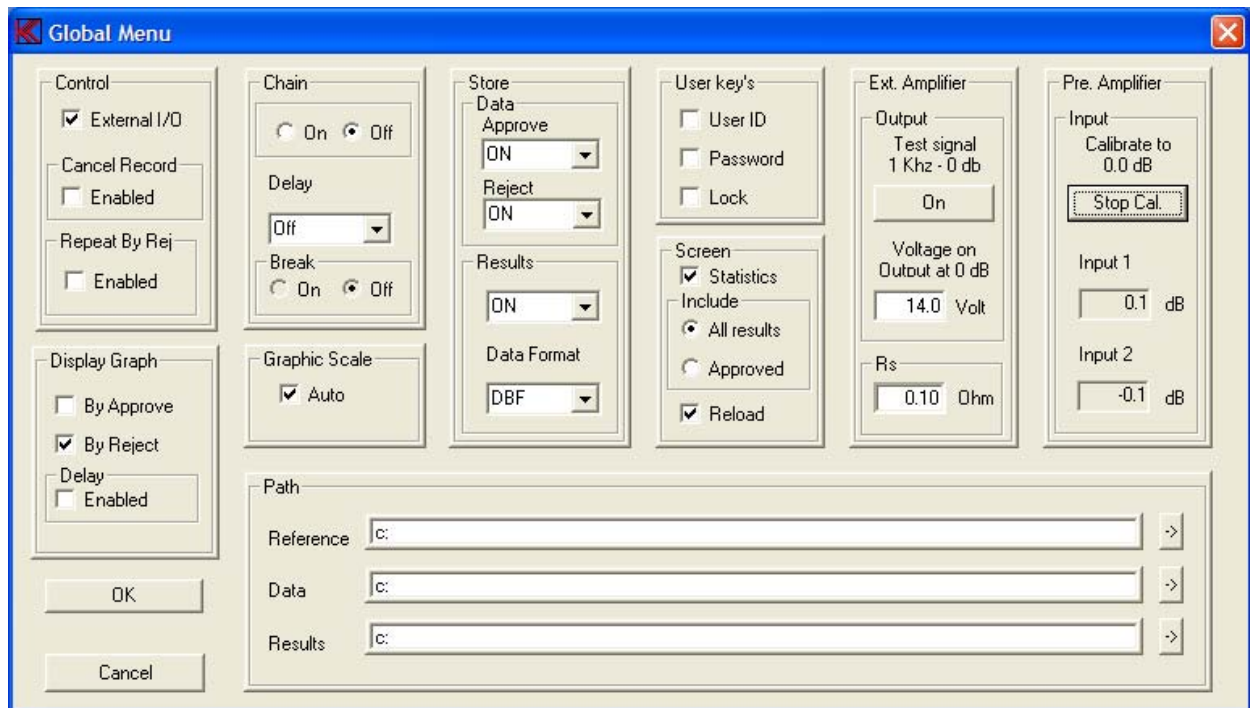 Global Menu
Control
External I/O
Cancel Record
Enabled
Repeat By Rej
Enabled
Display Graph
By Approve
By Reject
Delay
Enabled
OK
Cancel
Chain
On Off
Delay
Off
Break
On Off
Graphic Scale
Auto
Store
Data
Approve
ON
Reject
ON
Results
ON
Data Format
DBF
User key's
User ID
Password
Lock
Screen
Statistics
Include
All results
Approved
Reload
Ext. Amplifier
Output
Test signal
1 Khz - 0 db
On
Voltage on
Output at 0 dB
14.0 Volt
Rs
0.10 Ohm
Pre. Amplifier
Input
Calibrate to
0.0 dB
Stop Cal.
Input 1
0.1 dB
Input 2
-0.1 dB
Path
Reference c: ->
Data c: ->
Results c: ->